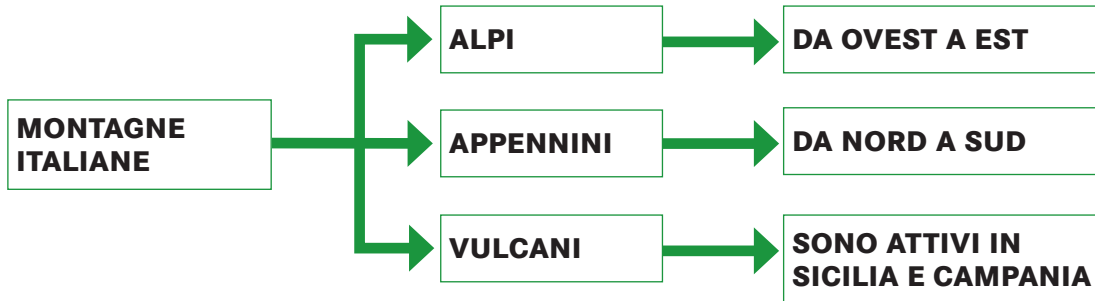 MONTAGNE
ITALIANE
ALPI
DA OVEST A EST
APPENNINI
DA NORD A SUD
VULCANI
SONO ATTIVI IN
SICILIA E CAMPANIA